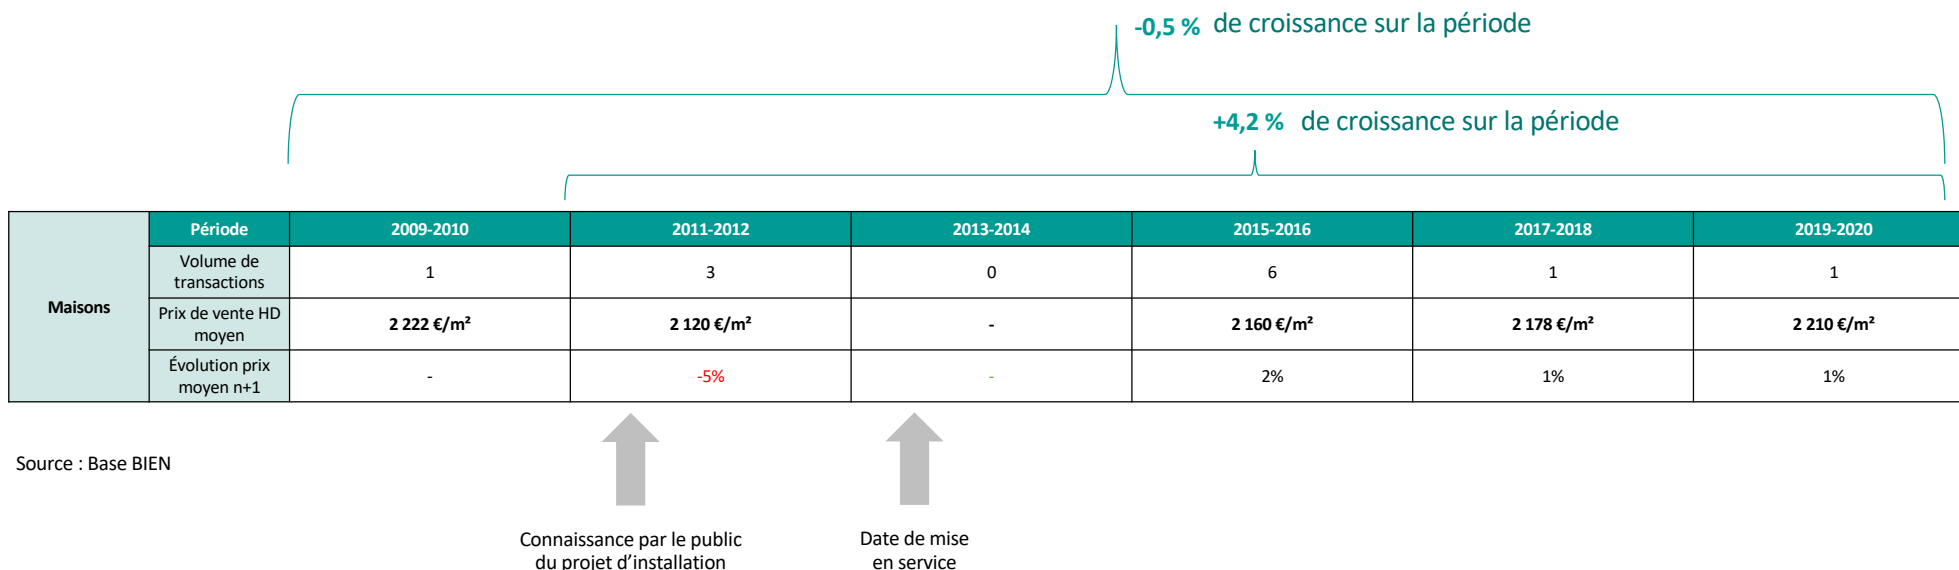 -0,5 % de croissance sur la période
+4,2 % de croissance sur la période
Maisons
Période 2009-2010 2011-2012 2013-2014 2015-2016 2017-2018 2019-2020
Volume de
transactions
1 3 0 6 1 1
Prix de vente HD
moyen
2 222 €/m² 2 120 €/m² - 2 160 €/m² 2 178 €/m² 2 210 €/m²
Évolution prix
moyen n+1
- -5% - 2% 1% 1%
Source : Base BIEN
Connaissance par le public
du projet d’installation
Date de mise
en service